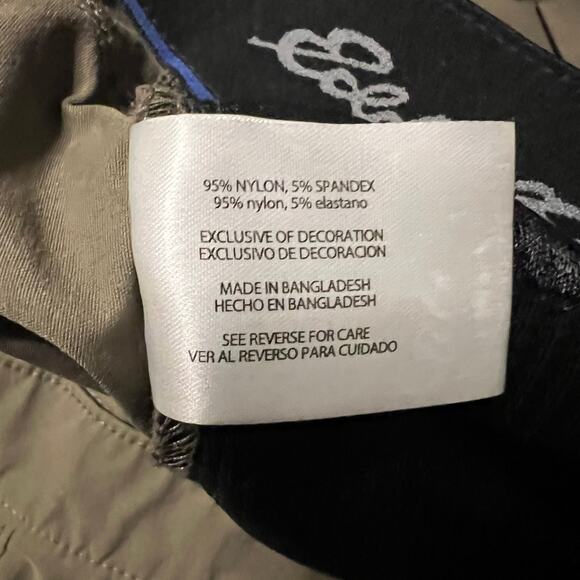 95% NYLON, 5% SPANDEX
95% nylon, 5% elastano
EXCLUSIVE OF DECORATION
EXCLUSIVO DE DECORACION
MADE IN BANGLADESH
HECHO EN BANGLADESH
SEE REVERSE FOR CARE
VER AL REVERSO PARA CUIDADO